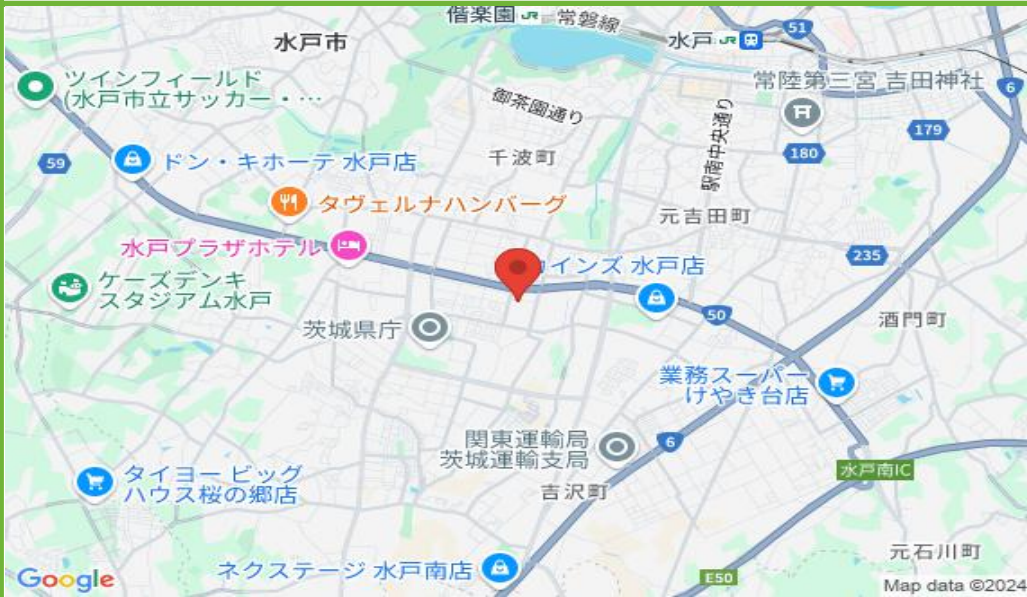 偕楽園 JR 常磐線
水戸市
水戸 JR
51
ツインフィールド
(水戸市立サッカー・…
常陸第三宮 吉田神社
6
御茶園通り
179
駅南中央通り
59
ドン・キホーテ 水戸店
千波町
180
タヴェルナハンバーグ
元吉田町
水戸プラザホテル
235
インズ 水戸店
ケーズデンキ
スタジアム水戸
50
酒門町
茨城県庁
業務スーパー
けやき台店
関東運輸局
茨城運輸支局
6
水戸南IC
タイヨー ビッグ
ハウス桜の郷店
吉沢町
元石川町
ネクステージ 水戸南店
E50
Google
Map data ©2024